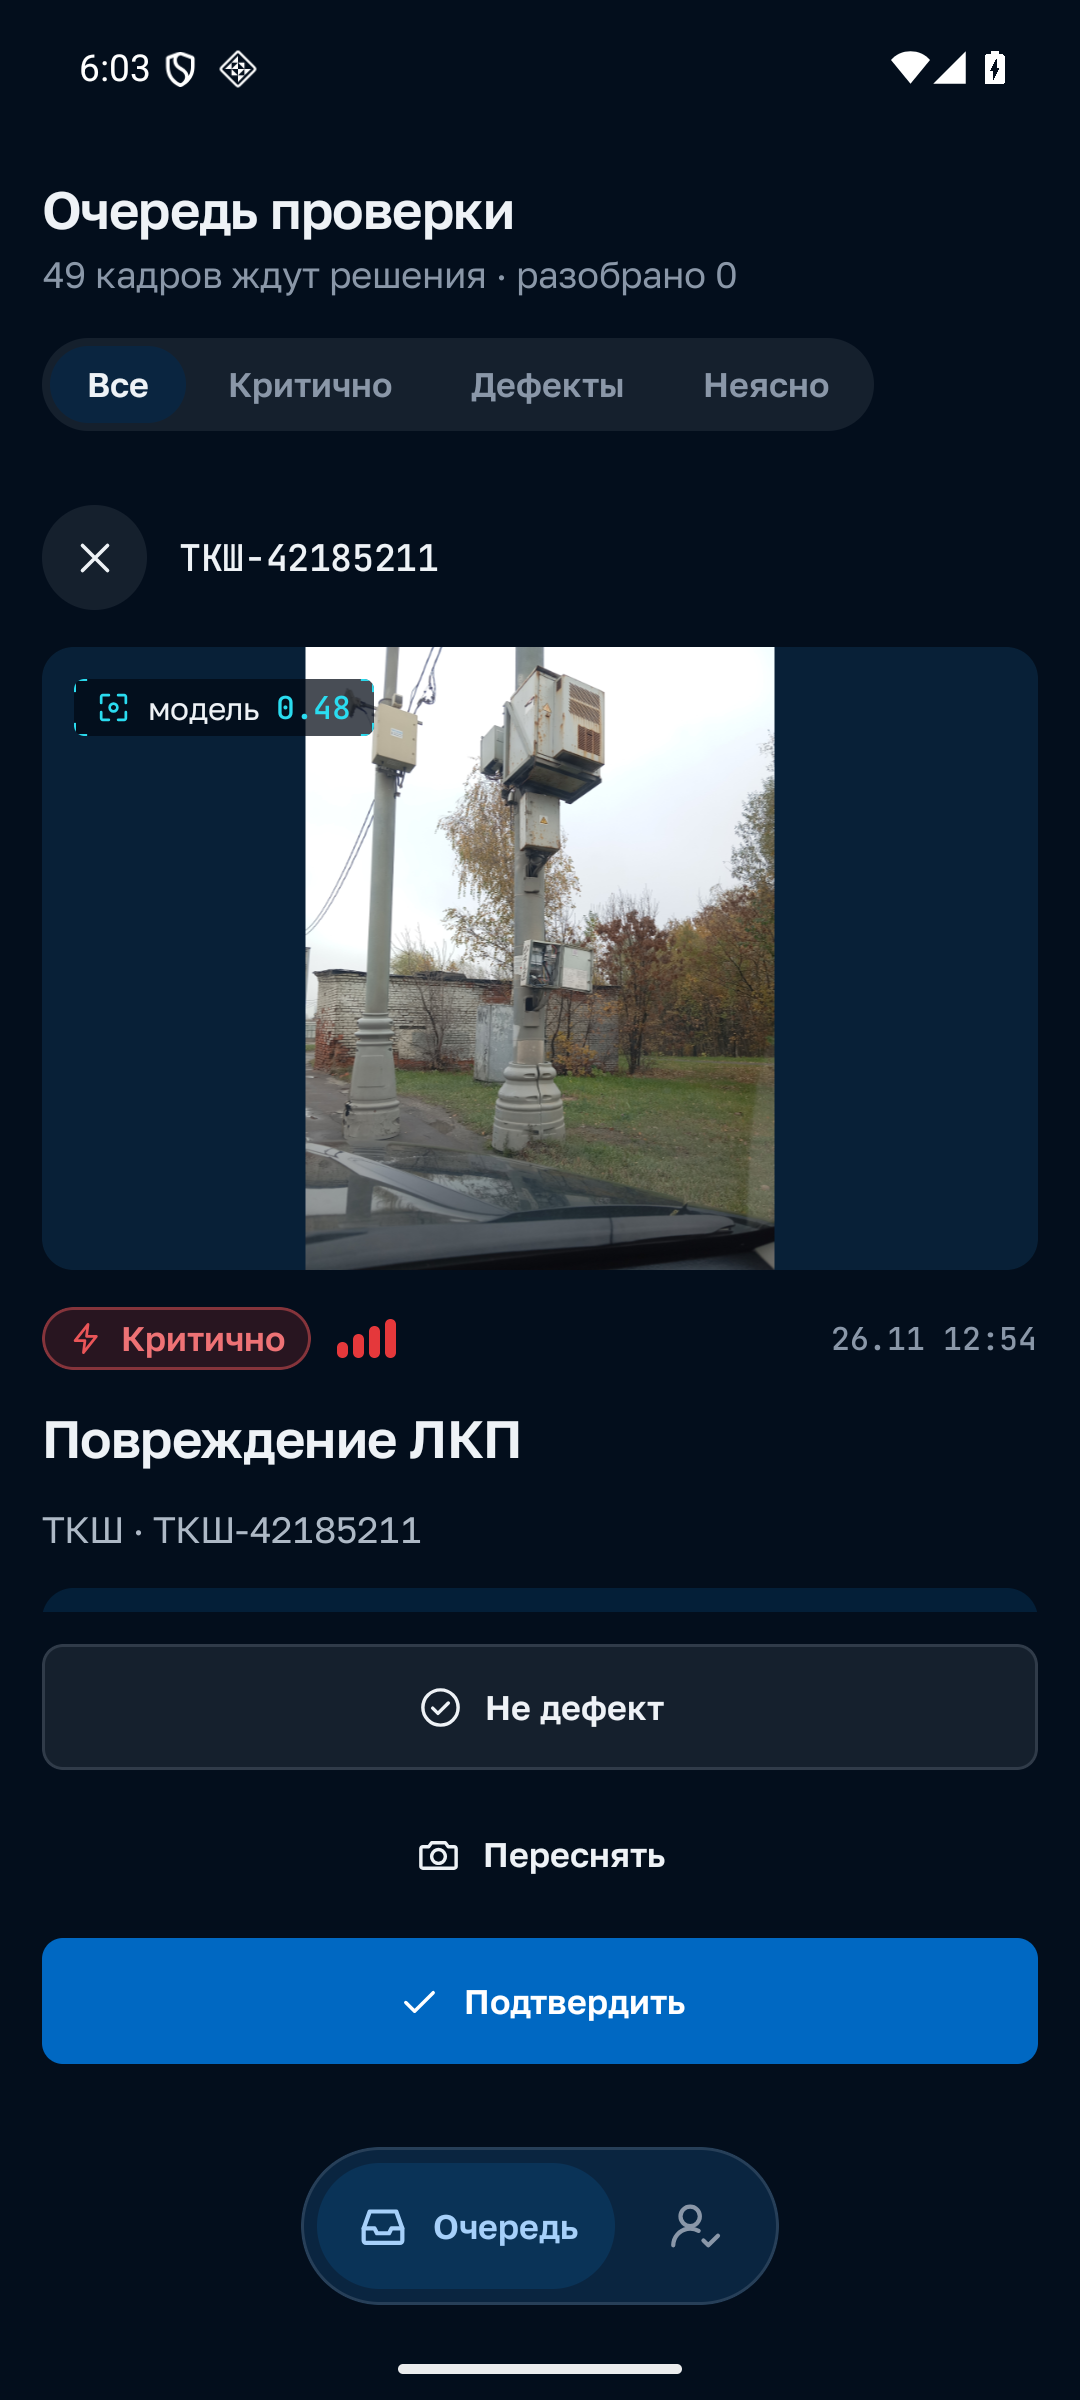 6:03
Очередь проверки
49 кадров ждут решения · разобрано 0
Все Критично Дефекты Неясно
ТКШ-42185211
модель 0.48
Критично 26.11 12:54
Повреждение ЛКП
ТКШ · ТКШ-42185211
Не дефект
Переснять
Подтвердить
Очередь